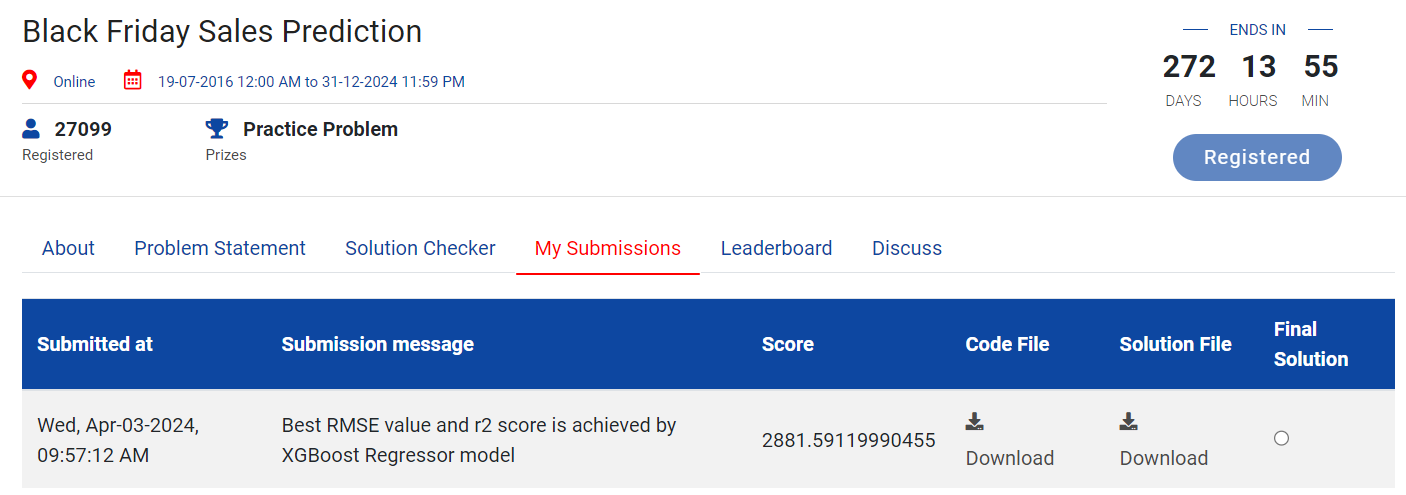 Black Friday Sales Prediction
ENDS IN
272 13 55
DAYS HOURS MIN
Online 19-07-2016 12:00 AM to 31-12-2024 11:59 PM
27099 Practice Problem
Registered Prizes
Registered
About Problem Statement Solution Checker My Submissions Leaderboard Discuss
Submitted at Submission message Score Code File Solution File Final Solution
Wed, Apr-03-2024,
09:57:12 AM
Best RMSE value and r2 score is achieved by
XGBoost Regressor model
2881.59119990455
Download Download